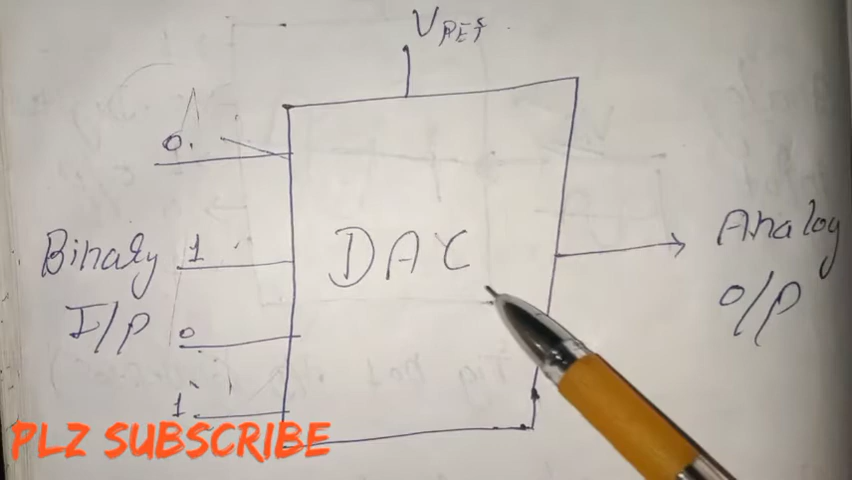 VREF
0
1
Binary
I/P
0
1
DAC
Analog
O/P
PLZ SUBSCRIBE